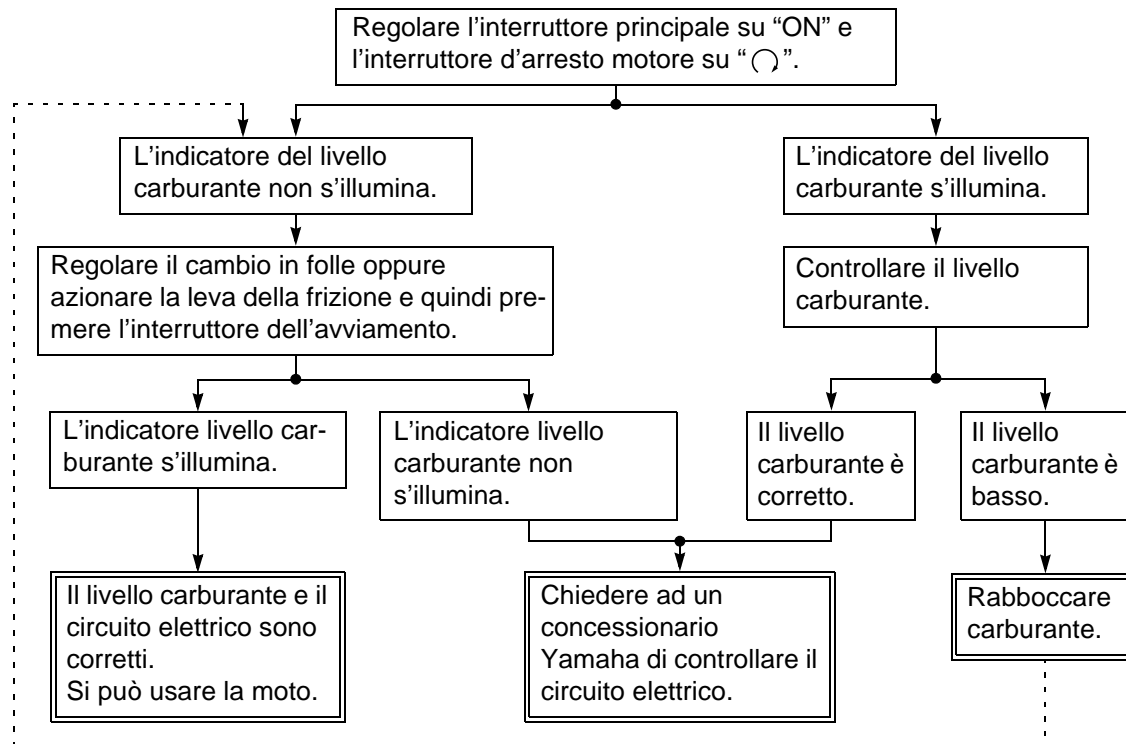 Regolare l’interruttore principale su “ON” e
l’interruttore d’arresto motore su “ ”.
L’indicatore del livello
carburante non s’illumina.
L’indicatore del livello
carburante s’illumina.
Regolare il cambio in folle oppure
azionare la leva della frizione e quindi pre-
mere l’interruttore dell’avviamento.
Controllare il livello
carburante.
L’indicatore livello car-
burante s’illumina.
L’indicatore livello
carburante non
s’illumina.
Il livello
carburante è
corretto.
Il livello
carburante è
basso.
Il livello carburante e il
circuito elettrico sono
corretti.
Si può usare la moto.
Chiedere ad un
concessionario
Yamaha di controllare il
circuito elettrico.
Rabboccare
carburante.